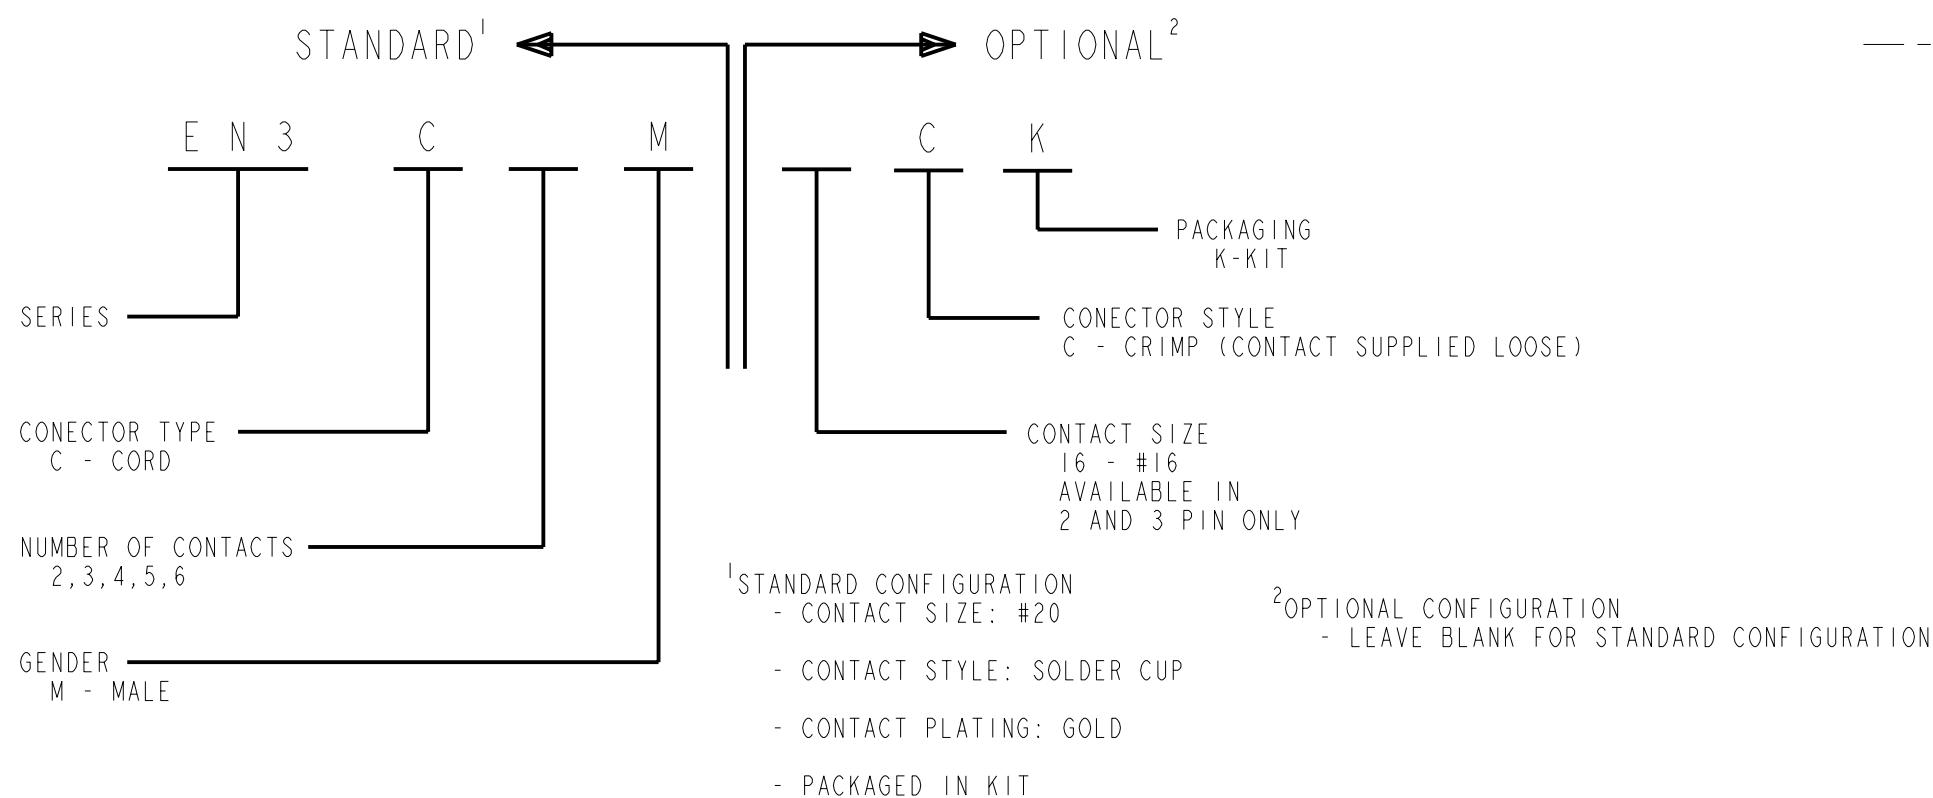 STANDARD¹ OPTIONAL²
EN3 C M C K
PACKAGING
K-KIT
SERIES
CONECTOR STYLE
C - CRIMP (CONTACT SUPPLIED LOOSE)
CONECTOR TYPE
C - CORD
CONTACT SIZE
16 - #16
AVAILABLE IN
2 AND 3 PIN ONLY
NUMBER OF CONTACTS
2,3,4,5,6
GENDER
M - MALE
¹STANDARD CONFIGURATION
- CONTACT SIZE: #20
- CONTACT STYLE: SOLDER CUP
- CONTACT PLATING: GOLD
- PACKAGED IN KIT
²OPTIONAL CONFIGURATION
- LEAVE BLANK FOR STANDARD CONFIGURATION